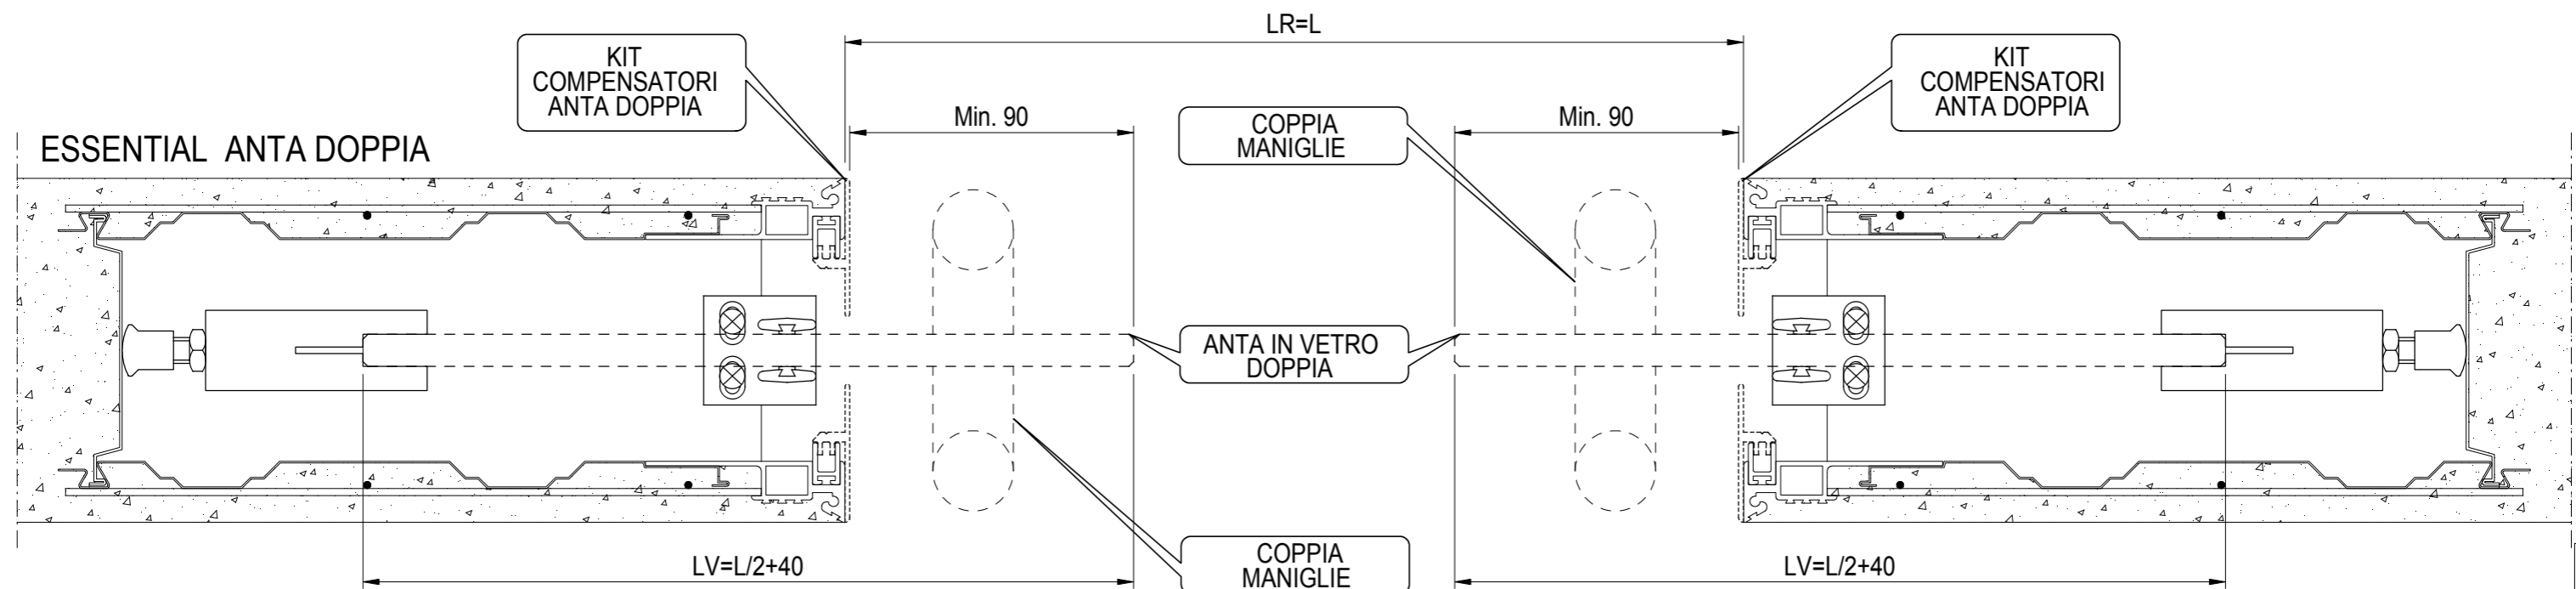 LR=L
KIT
COMPENSATORI
ANTA DOPPIA
KIT
COMPENSATORI
ANTA DOPPIA
Min. 90
COPPIA
MANIGLIE
Min. 90
ESSENTIAL ANTA DOPPIA
ANTA IN VETRO
DOPPIA
COPPIA
MANIGLIE
LV=L/2+40
LV=L/2+40